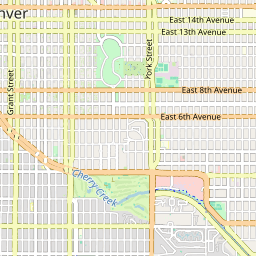 nver
East 14th Avenue
East 13th Avenue
Grant Street
York Street
East 8th Avenue
East 6th Avenue
Cherry Creek